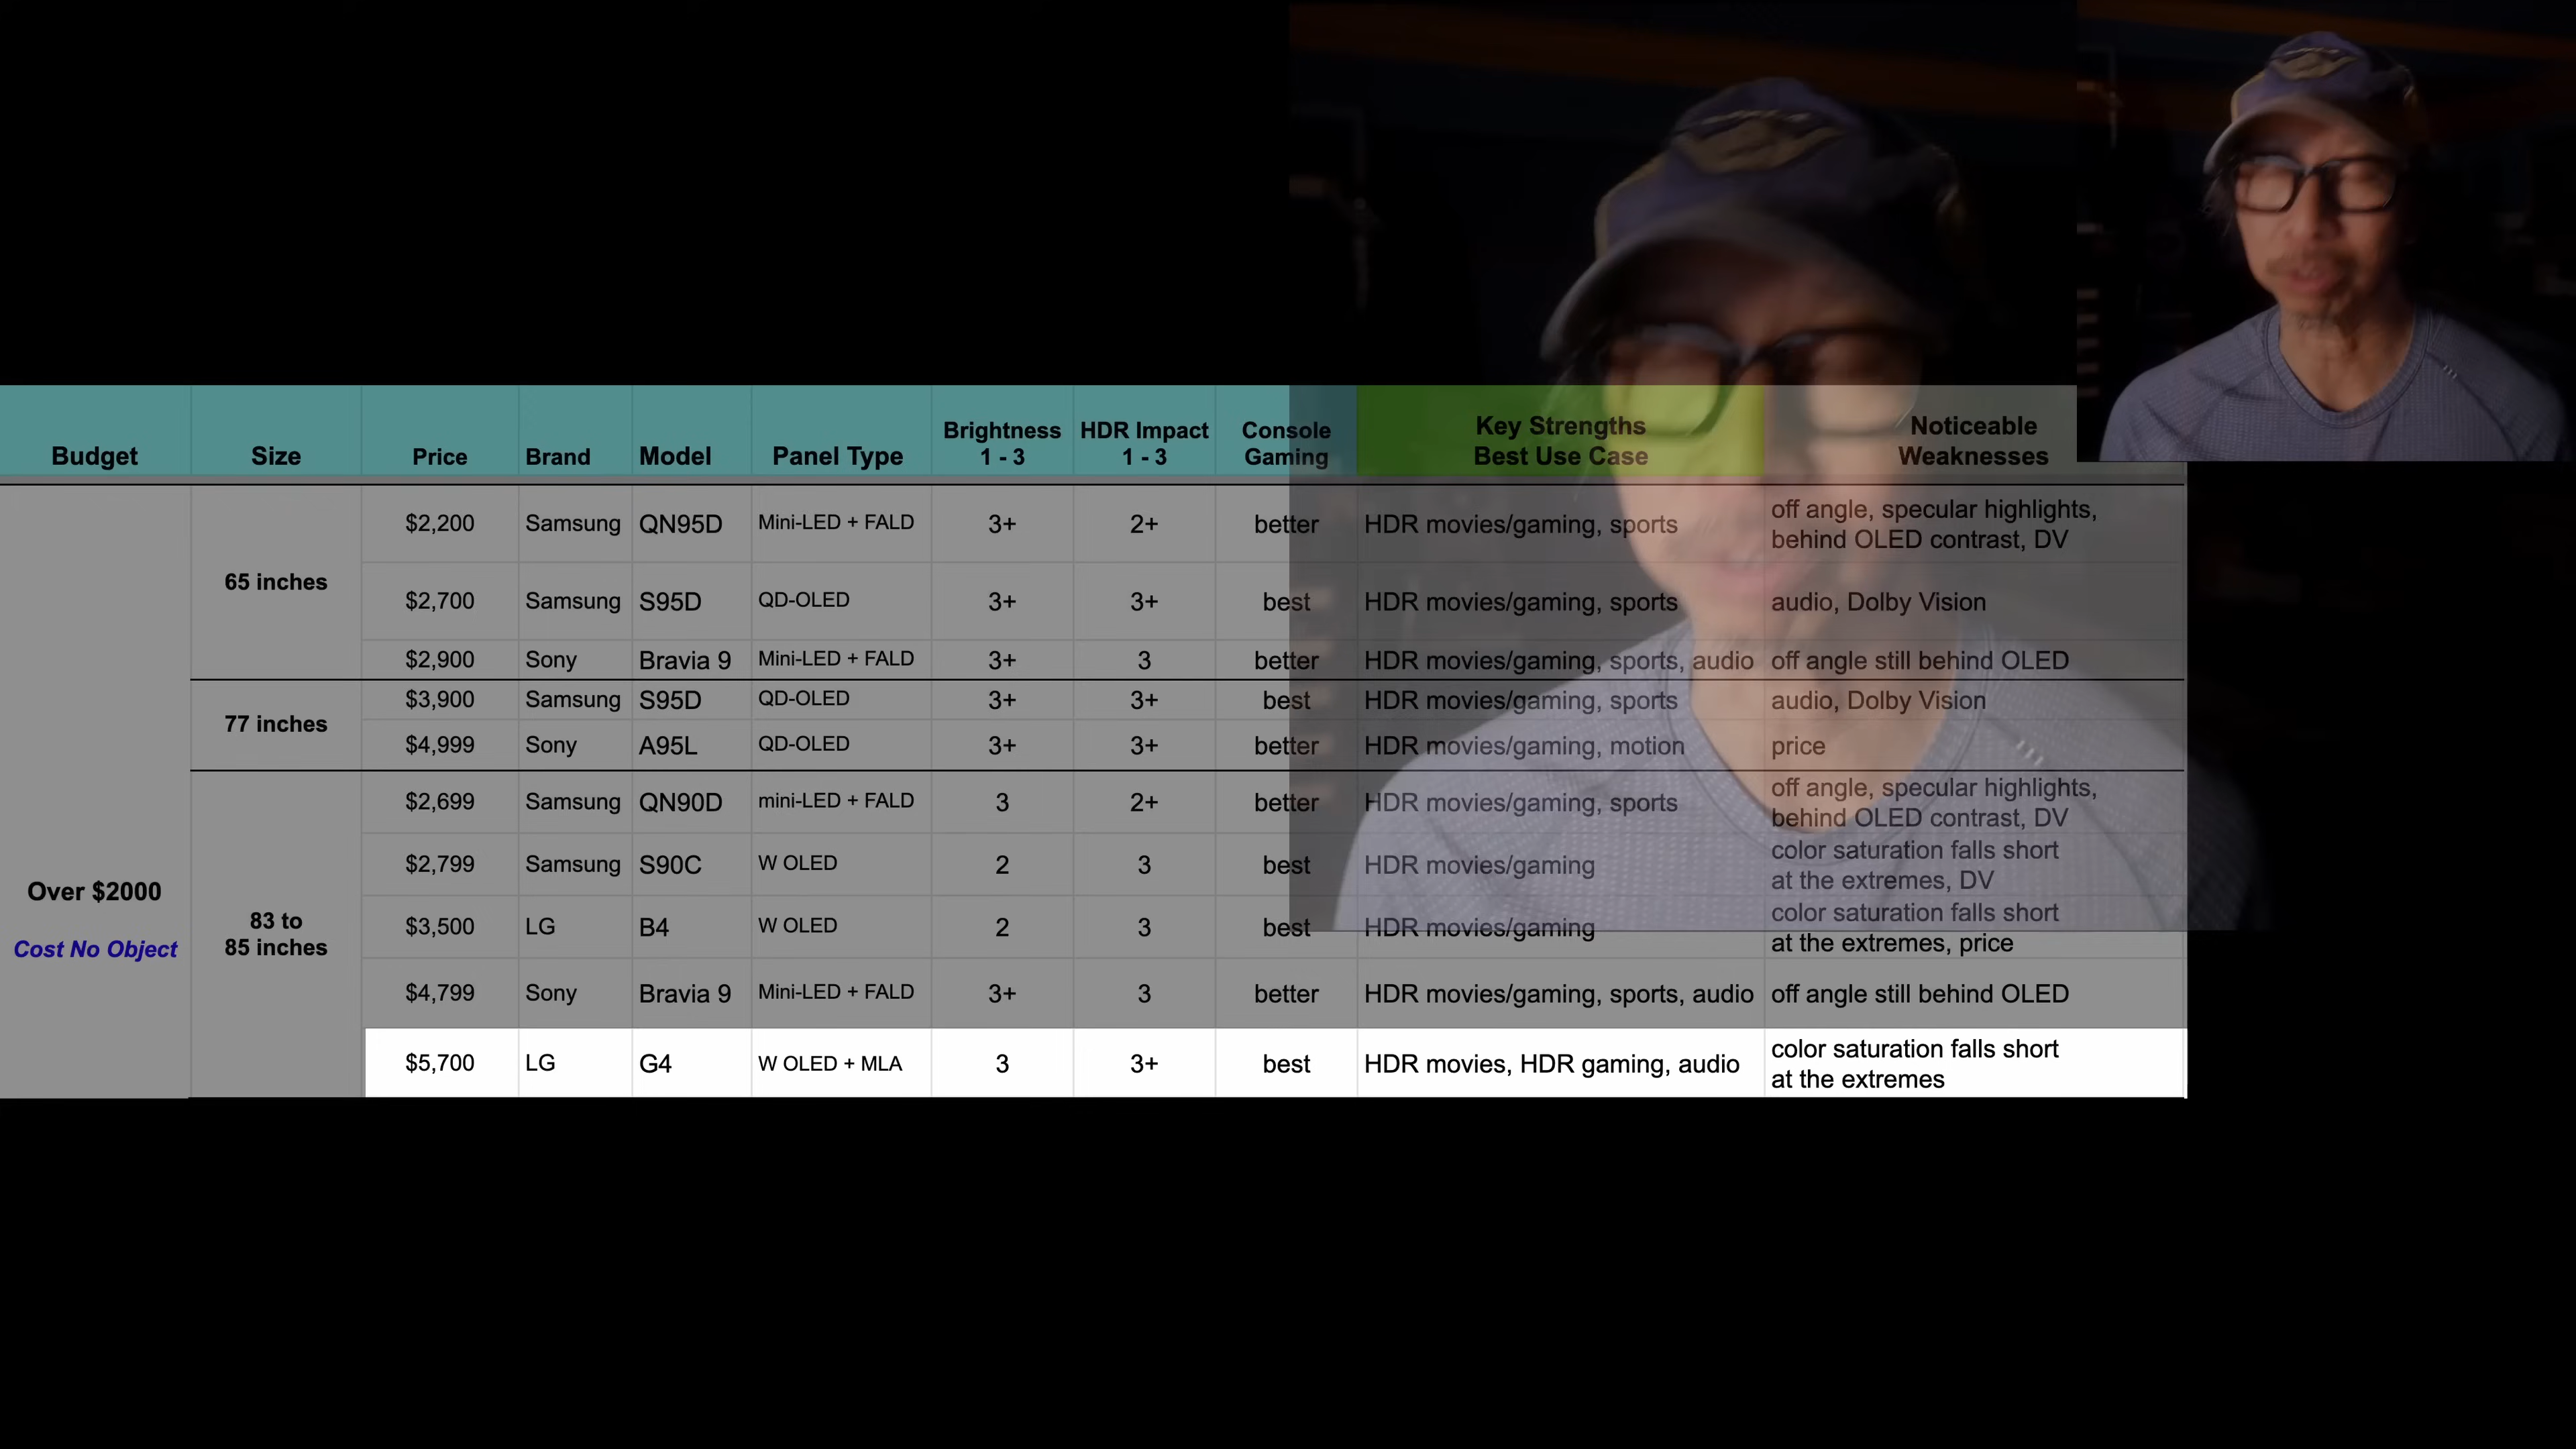 Budget Size Price Brand Model Panel Type Brightness 1 - 3 HDR Impact 1 - 3 Console Gaming Key Strengths Best Use Case Noticeable Weaknesses
Over $2000
Cost No Object
65 inches
$2,200 Samsung QN95D Mini-LED + FALD 3+ 2+ better HDR movies/gaming, sports off angle, specular highlights, behind OLED contrast, DV
$2,700 Samsung S95D QD-OLED 3+ 3+ best HDR movies/gaming, sports audio, Dolby Vision
$2,900 Sony Bravia 9 Mini-LED + FALD 3+ 3 better HDR movies/gaming, sports, audio off angle still behind OLED
77 inches
$3,900 Samsung S95D QD-OLED 3+ 3+ best HDR movies/gaming, sports audio, Dolby Vision
$4,999 Sony A95L QD-OLED 3+ 3+ better HDR movies/gaming, motion price
83 to
85 inches
$2,699 Samsung QN90D mini-LED + FALD 3 2+ better HDR movies/gaming, sports off angle, specular highlights, behind OLED contrast, DV
$2,799 Samsung S90C W OLED 2 3 best HDR movies/gaming color saturation falls short at the extremes, DV
$3,500 LG B4 W OLED 2 3 best HDR movies/gaming color saturation falls short at the extremes, price
$4,799 Sony Bravia 9 Mini-LED + FALD 3+ 3 better HDR movies/gaming, sports, audio off angle still behind OLED
$5,700 LG G4 W OLED + MLA 3 3+ best HDR movies, HDR gaming, audio color saturation falls short at the extremes